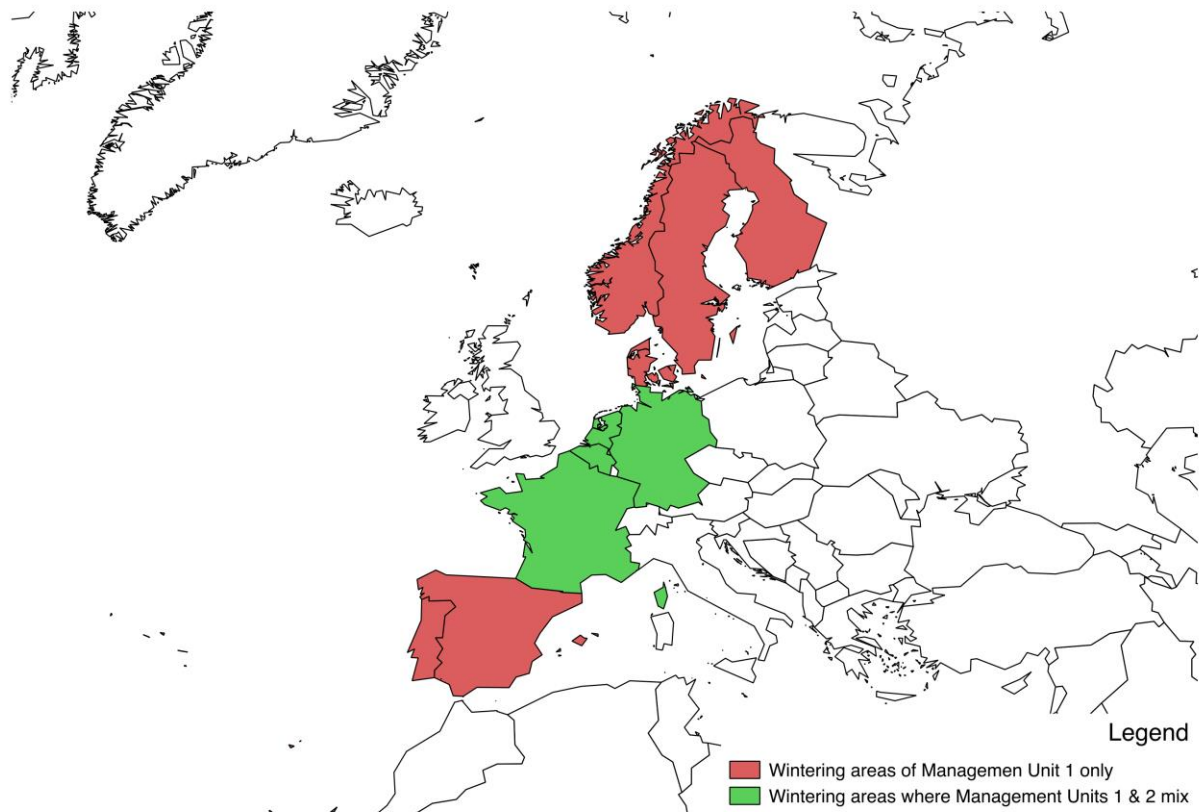 Legend
Wintering areas of Managemen Unit 1 only
Wintering areas where Management Units 1 & 2 mix